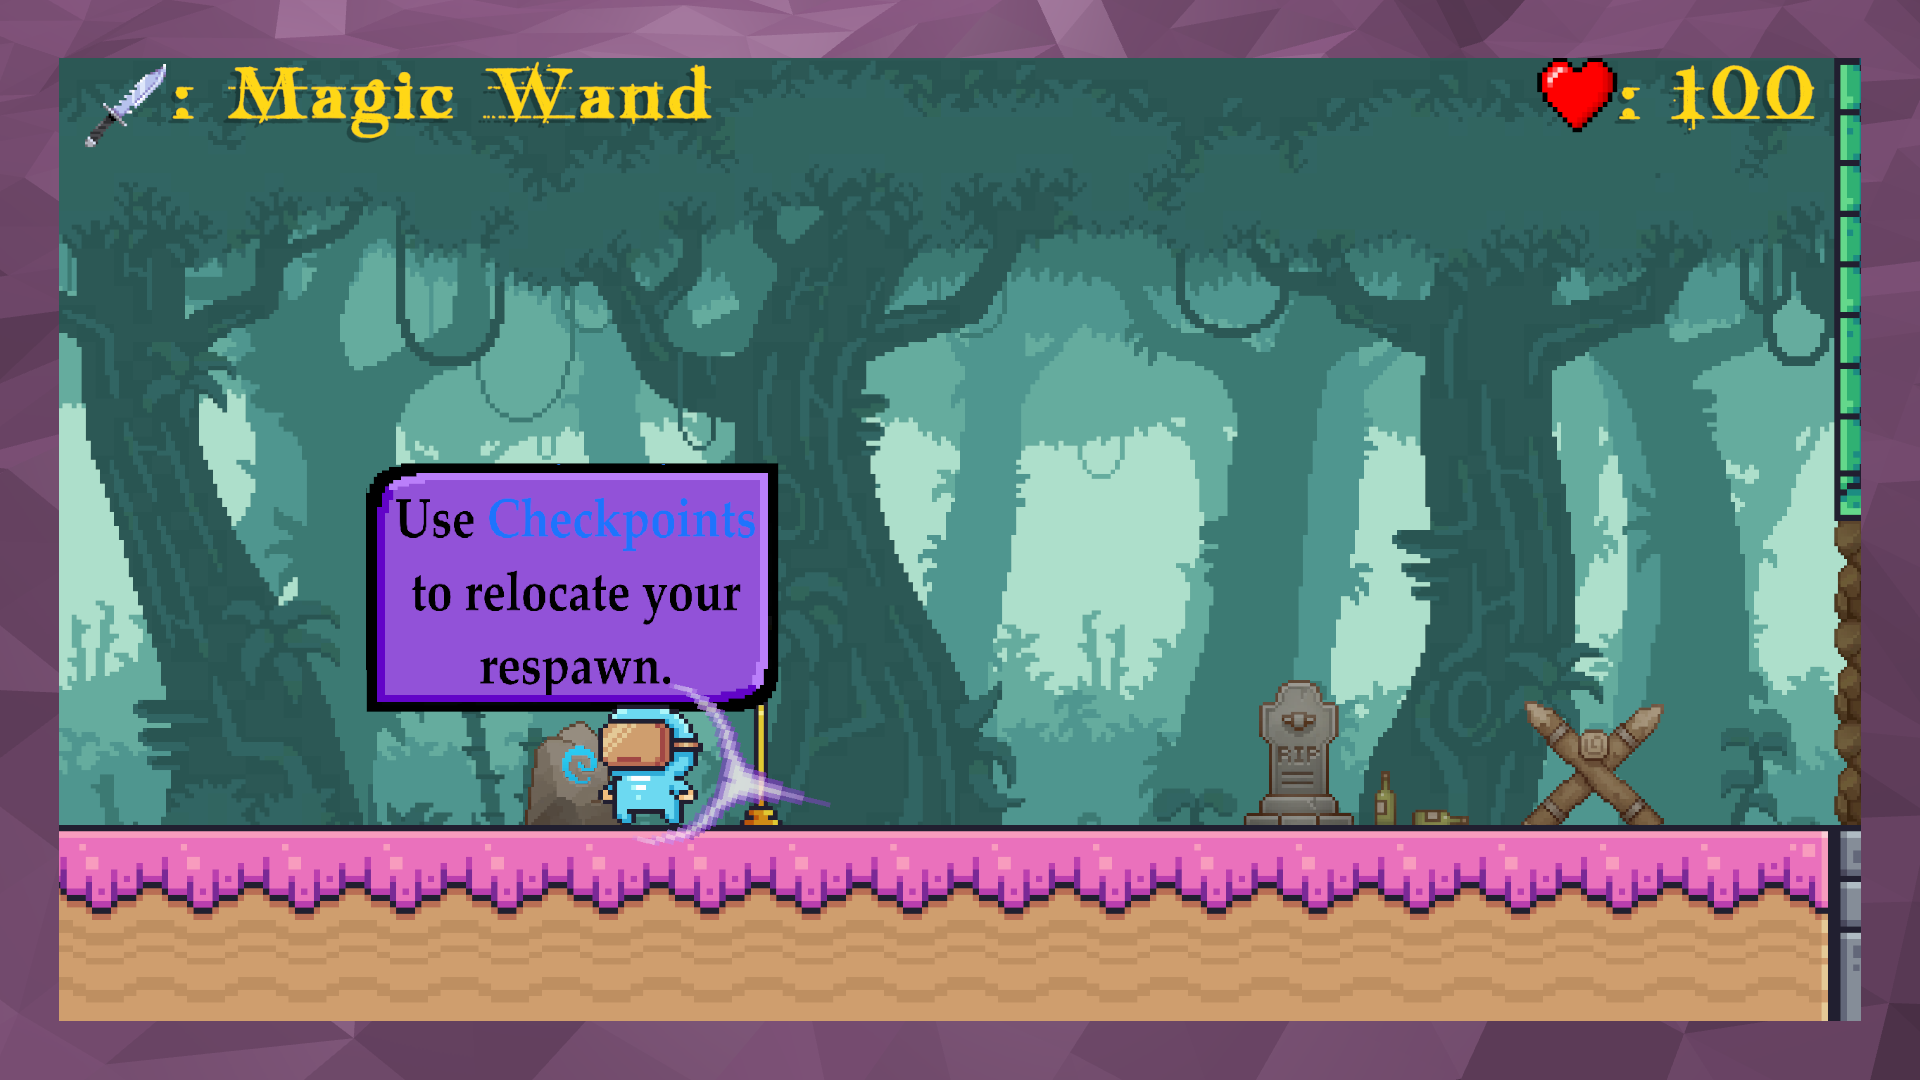 : Magic Wand
: 100
Use Checkpoints
to relocate your
respawn.
RIP